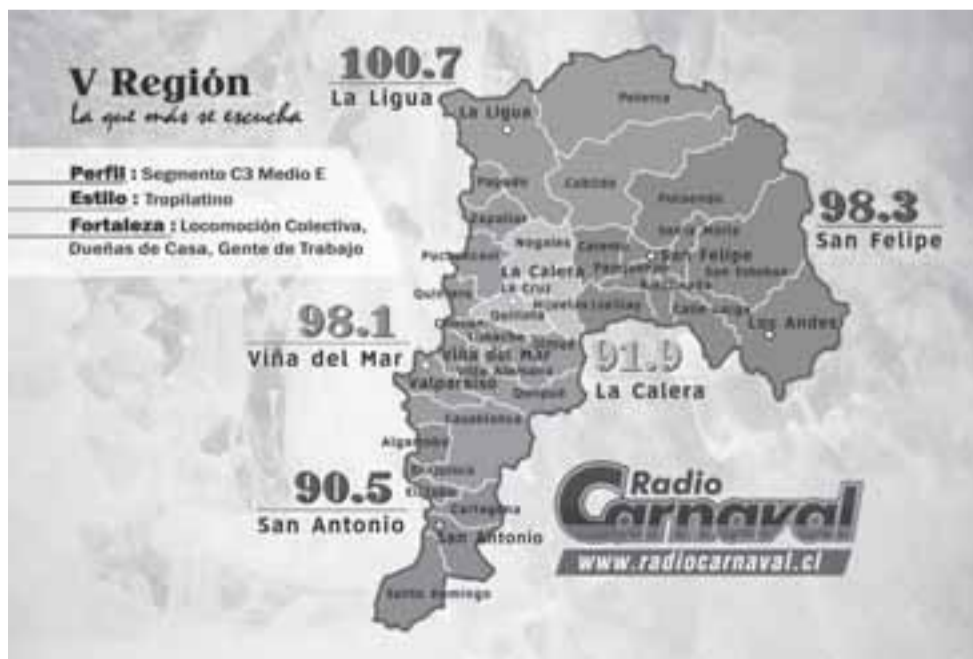 V Región
La que más se escucha
Perfil : Segmento C3 Medio E
Estilo : Tropilatino
Fortaleza : Locomoción Colectiva,
Dueñas de Casa, Gente de Trabajo
100.7
La Ligua
La Ligua
Petorca
Cabildo
Papudo
Zapallar
Putaendo
98.3
San Felipe
Santa María
Nogales
Catemu
San Felipe
Puchuncaví
La Calera
Panquehue
San Esteban
La Cruz
Rinconada
Quintero
Hijuelas
Llaillay
Calle Larga
98.1
Viña del Mar
Quillota
Los Andes
Limache
Olmué
Viña del Mar
Villa Alemana
91.9
La Calera
Valparaíso
Quilpué
Casablanca
Algarrobo
90.5
San Antonio
Cartagena
San Antonio
Santo Domingo
Radio
Carnaval
www.radiocarnaval.cl